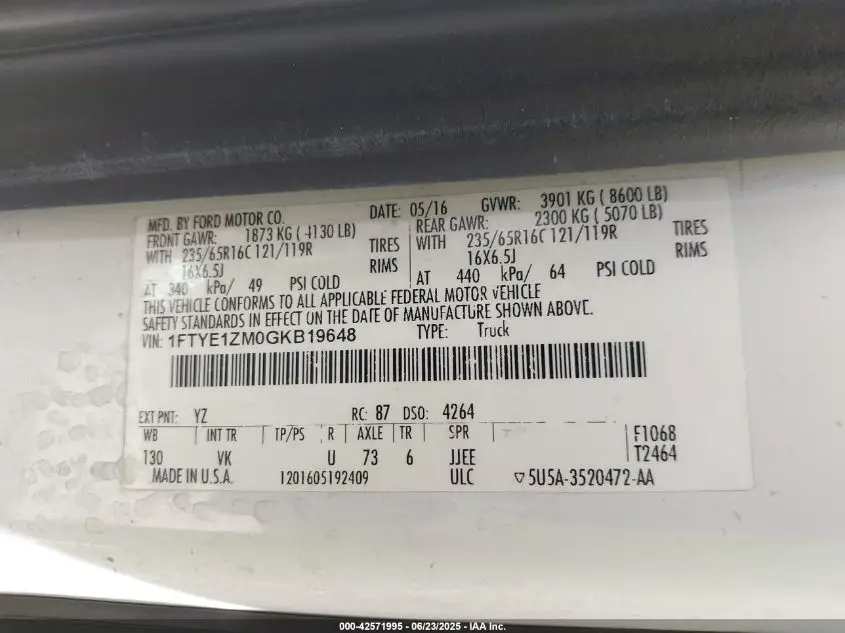 MFD. BY FORD MOTOR CO. DATE: 05/16 GVWR: 3901 KG ( 8600 LB)
FRONT GAWR: 1873 KG ( 4130 LB) REAR GAWR: 2300 KG ( 5070 LB)
WITH 235/65R16C 121/119R TIRES WITH 235/65R16C 121/119R TIRES
16X6.5J RIMS 16X6.5J RIMS
AT 340 kPa/ 49 PSI COLD AT 440 kPa/ 64 PSI COLD
THIS VEHICLE CONFORMS TO ALL APPLICABLE FEDERAL MOTOR VEHICLE
SAFETY STANDARDS IN EFFECT ON THE DATE OF MANUFACTURE SHOWN ABOVE.
VIN: 1FTYE1ZM0GKB19648 TYPE: Truck
EXT PNT: YZ RC: 87 DSO: 4264
WB INT TR TP/PS R AXLE TR SPR F1068
130 VK U 73 6 JJEE T2464
MADE IN U.S.A. 1201605192409 ULC ▽5U5A-3520472-AA
000-42571995 - 06/23/2025 - IAA Inc.